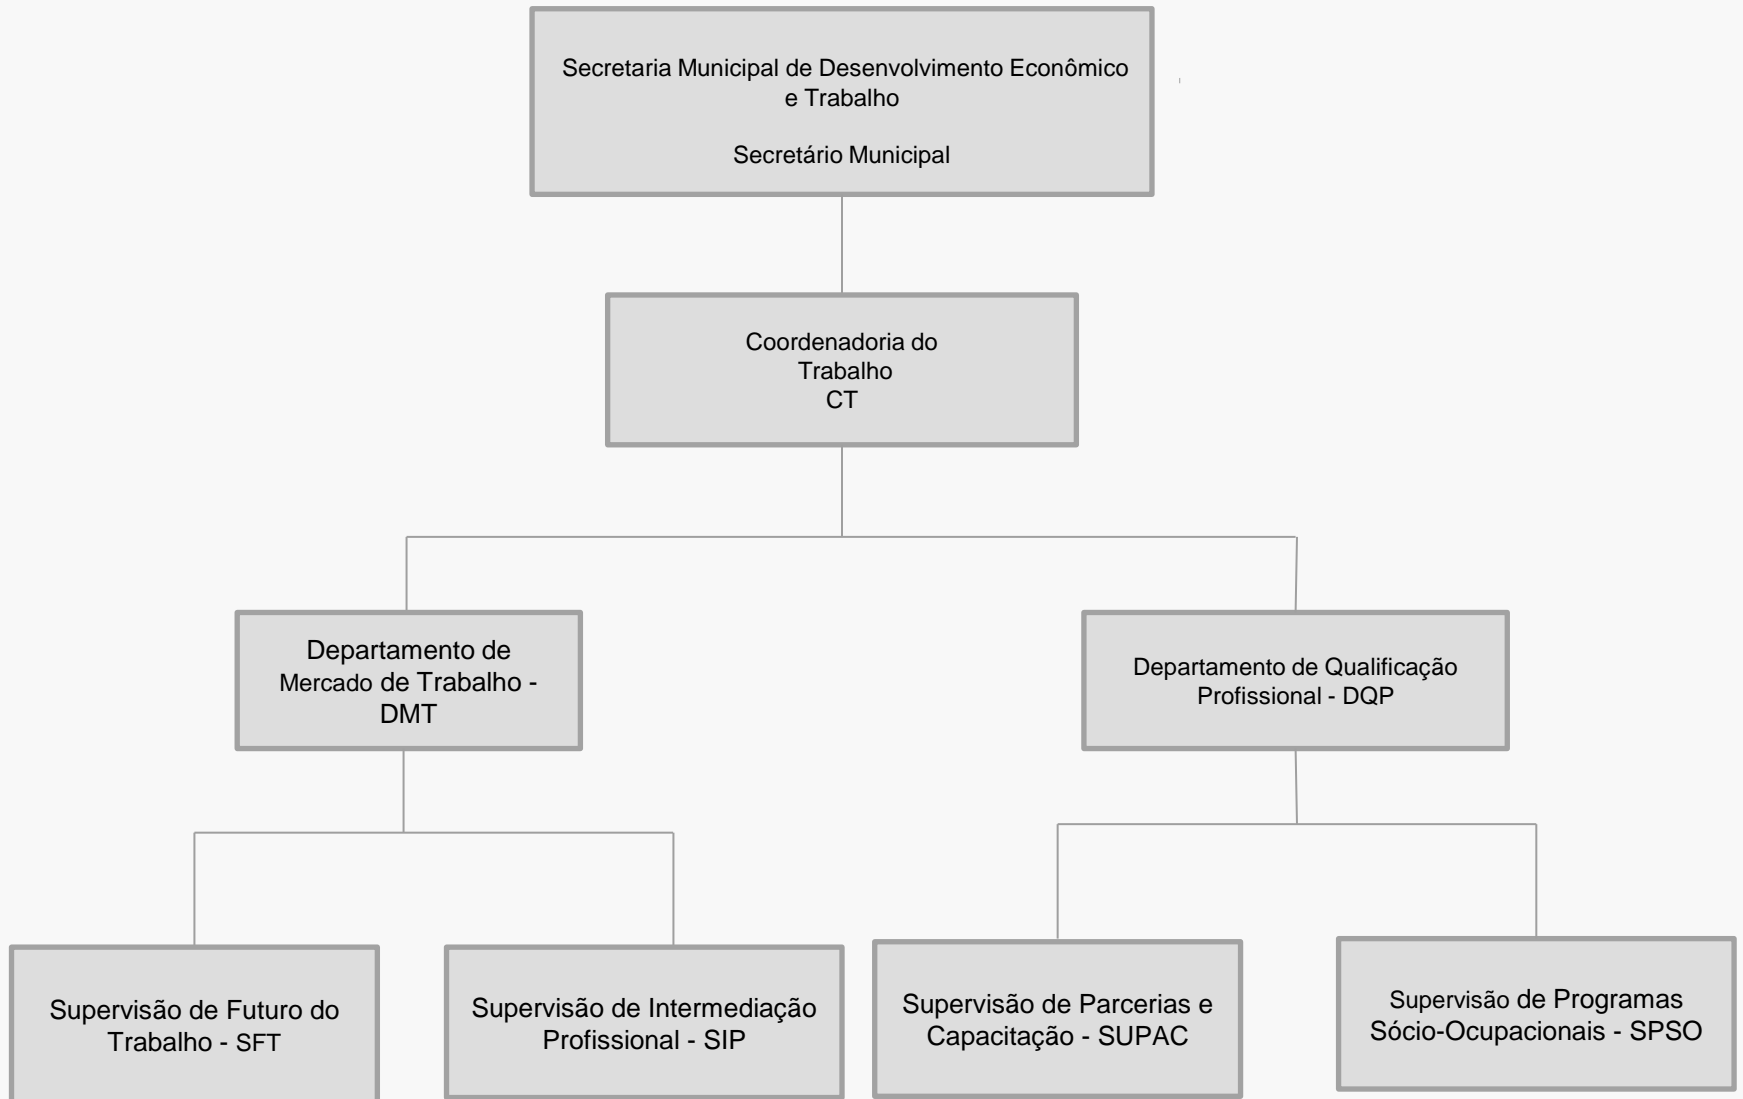 Secretaria Municipal de Desenvolvimento Econômico
e Trabalho
Secretário Municipal
Coordenadoria do
Trabalho
CT
Departamento de
Mercado de Trabalho -
DMT
Departamento de Qualificação
Profissional - DQP
Supervisão de Futuro do
Trabalho - SFT
Supervisão de Intermediação
Profissional - SIP
Supervisão de Parcerias e
Capacitação - SUPAC
Supervisão de Programas
Sócio-Ocupacionais - SPSO